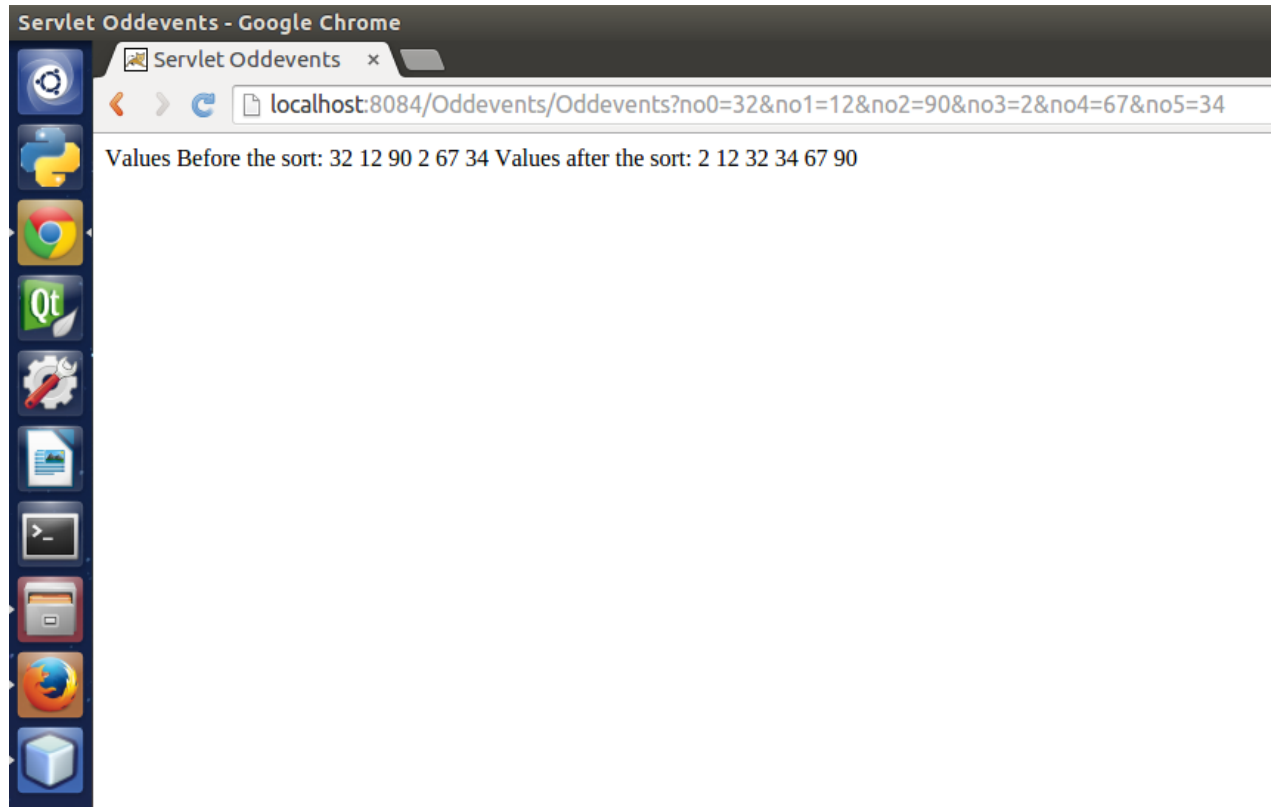 Servlet Oddevents - Google Chrome
Servlet Oddevents ×
localhost:8084/Oddevents/Oddevents?no0=32&no1=12&no2=90&no3=2&no4=67&no5=34
Values Before the sort: 32 12 90 2 67 34 Values after the sort: 2 12 32 34 67 90
Qt
>_